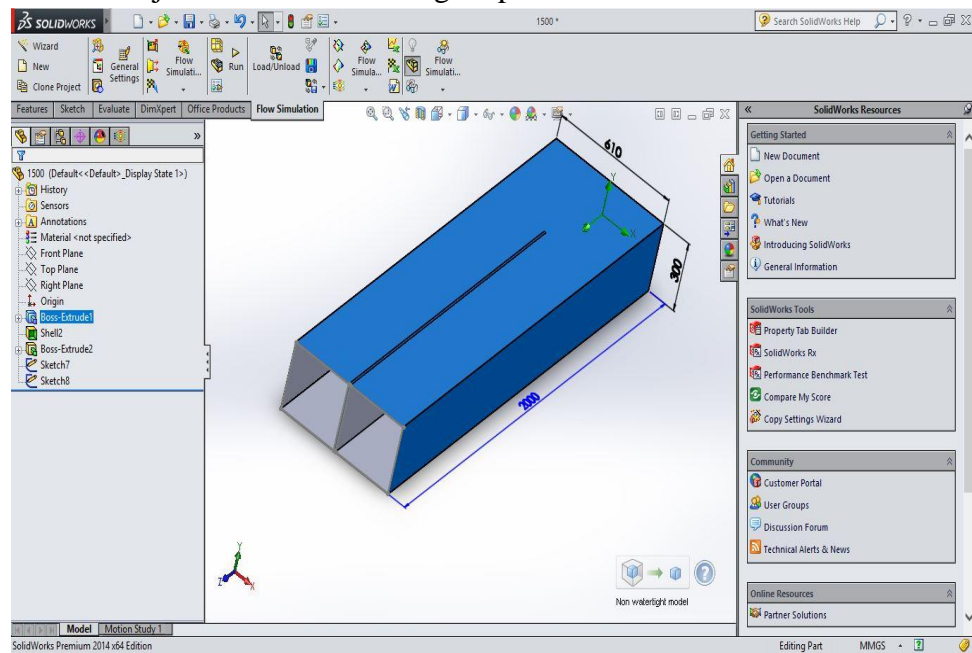 SOLIDWORKS
1500 *
Search SolidWorks Help
Wizard
New
Clone Project
General Settings
Flow Simulati...
Run
Load/Unload
Flow Simula...
Flow Simulati...
Features Sketch Evaluate DimXpert Office Products Flow Simulation
1500 (Default<<Default>_Display State 1>)
History
Sensors
Annotations
Material <not specified>
Front Plane
Top Plane
Right Plane
Origin
Boss-Extrude1
Shell2
Boss-Extrude2
Sketch7
Sketch8
610
300
2000
Y
X
Y
Z
X
Non watertight model
SolidWorks Resources
Getting Started
New Document
Open a Document
Tutorials
What's New
Introducing SolidWorks
General Information
SolidWorks Tools
Property Tab Builder
SolidWorks Rx
Performance Benchmark Test
Compare My Score
Copy Settings Wizard
Community
Customer Portal
User Groups
Discussion Forum
Technical Alerts & News
Online Resources
Partner Solutions
Model Motion Study 1
SolidWorks Premium 2014 x64 Edition
Editing Part
MMGS